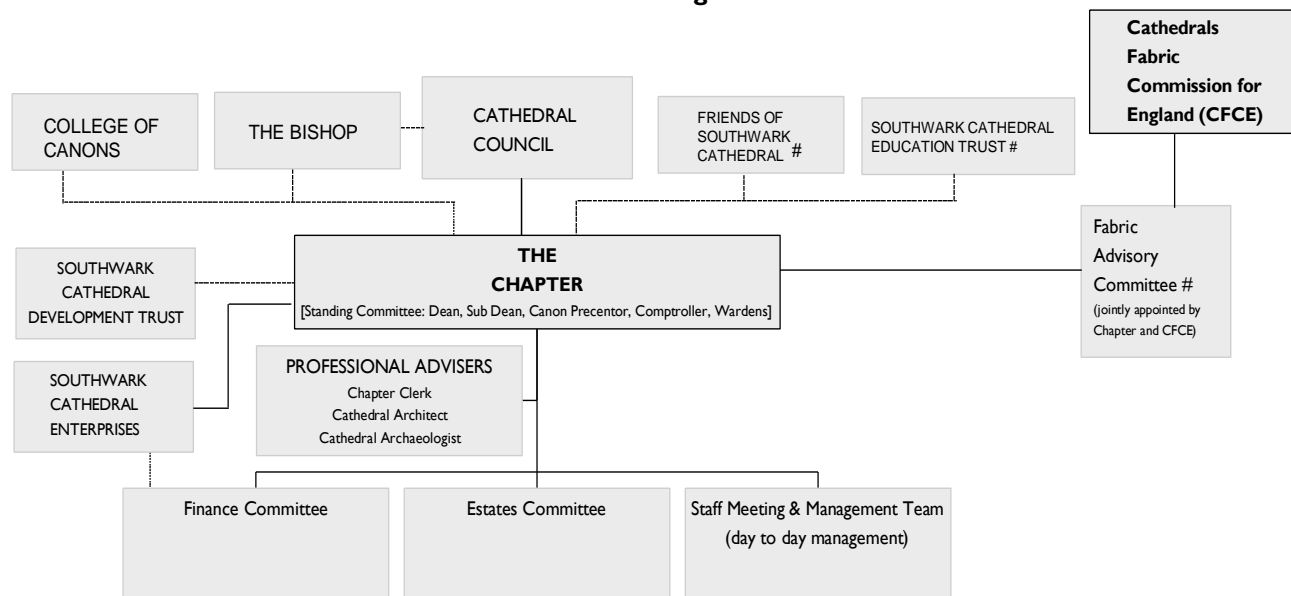 Cathedrals
Fabric
Commission for
England (CFCE)
COLLEGE OF
CANONS
THE BISHOP
CATHEDRAL
COUNCIL
FRIENDS OF
SOUTHWARK
CATHEDRAL #
SOUTHWARK CATHEDRAL
EDUCATION TRUST #
Fabric
Advisory
Committee #
(jointly appointed by
Chapter and CFCE)
THE
CHAPTER
[Standing Committee: Dean, Sub Dean, Canon Precentor, Comptroller, Wardens]
SOUTHWARK
CATHEDRAL
DEVELOPMENT TRUST
SOUTHWARK
CATHEDRAL
ENTERPRISES
PROFESSIONAL ADVISERS
Chapter Clerk
Cathedral Architect
Cathedral Archaeologist
Finance Committee
Estates Committee
Staff Meeting & Management Team
(day to day management)